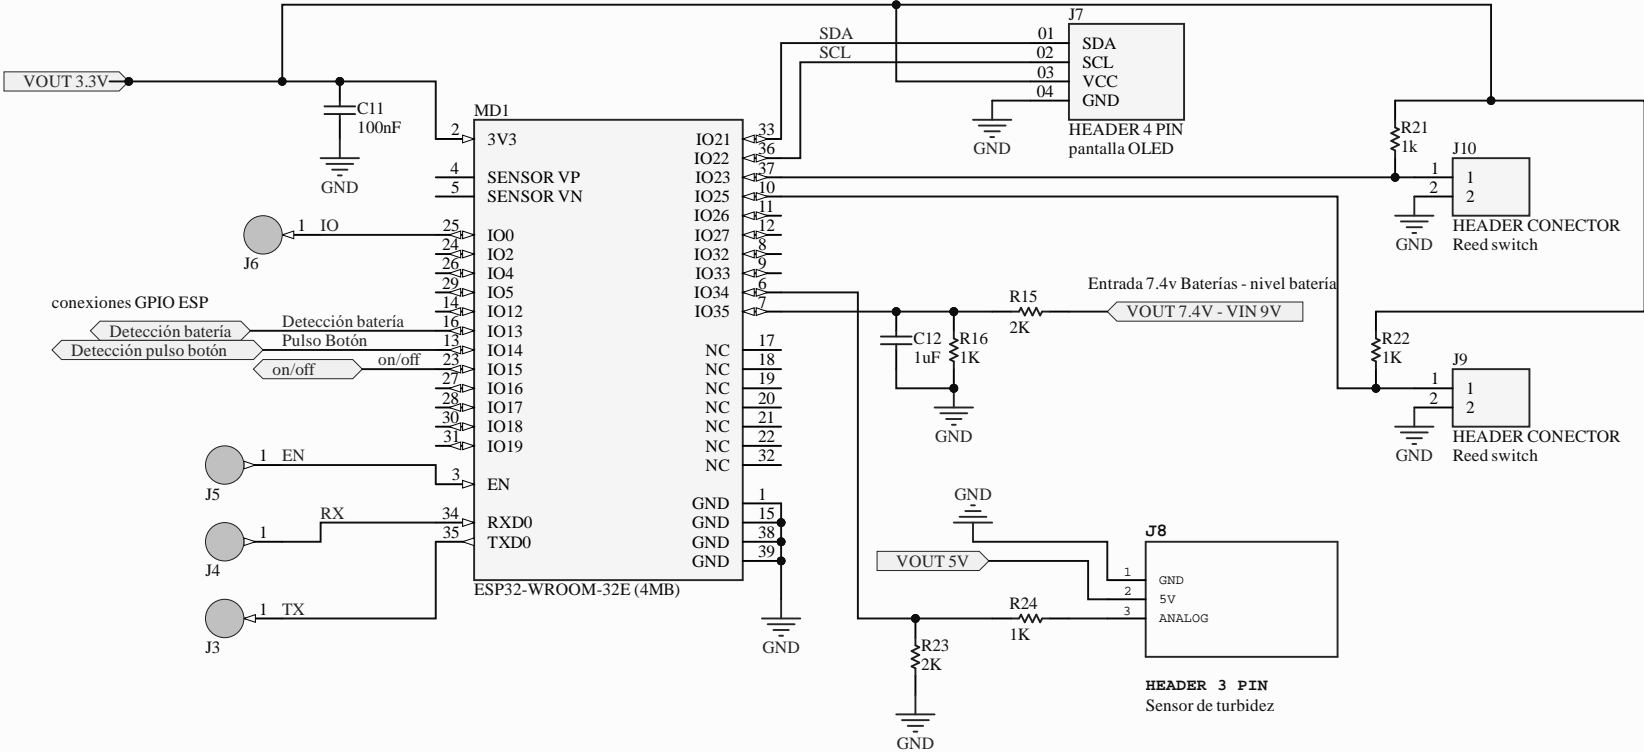 VOUT 3.3V
C11
100nF
GND
MD1
2 3V3
4 SENSOR VP
5 SENSOR VN
25 IO0
24 IO2
26 IO4
29 IO5
14 IO12
16 IO13
13 IO14
23 IO15
27 IO16
28 IO17
30 IO18
31 IO19
3 EN
34 RXD0
35 TXD0
IO21 33
IO22 36
IO23 37
IO25 10
IO26 11
IO27 12
IO32 8
IO33 9
IO34 6
IO35 7
NC 17
NC 18
NC 19
NC 20
NC 21
NC 22
NC 32
GND 1
GND 15
GND 38
GND 39
ESP32-WROOM-32E (4MB)
GND
1 IO
J6
conexiones GPIO ESP
Detección batería
Detección batería
Detección pulso botón
Pulso Botón
on/off
on/off
1 EN
J5
1
RX
J4
1 TX
J3
SDA
SCL
J7
01 SDA
02 SCL
03 VCC
04 GND
GND
HEADER 4 PIN
pantalla OLED
R21
1k
J10
1 1
2 2
GND
HEADER CONECTOR
Reed switch
Entrada 7.4v Baterías - nivel batería
R15
2K
VOUT 7.4V - VIN 9V
C12
1uF
R16
1K
GND
R22
1K
J9
1 1
2 2
GND
HEADER CONECTOR
Reed switch
GND
VOUT 5V
J8
1 GND
2 5V
3 ANALOG
R24
1K
R23
2K
GND
HEADER 3 PIN
Sensor de turbidez